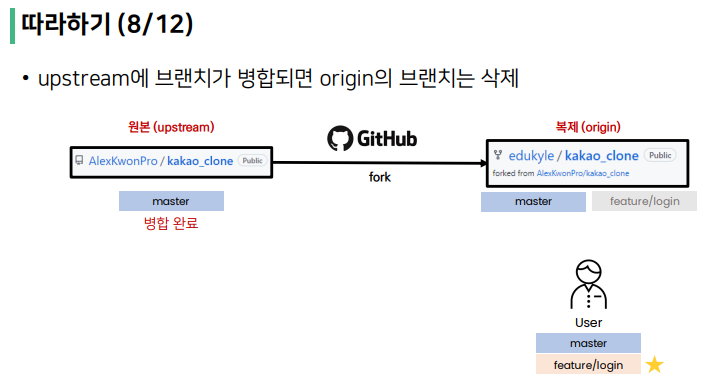 따라하기 (8/12)
• upstream에 브랜치가 병합되면 origin의 브랜치는 삭제
원본 (upstream)
GitHub
복제 (origin)
AlexKwonPro / kakao_clone Public
fork
edukyle / kakao_clone Public
forked from AlexKwonPro/kakao_clone
master
병합 완료
master
feature/login
User
master
feature/login